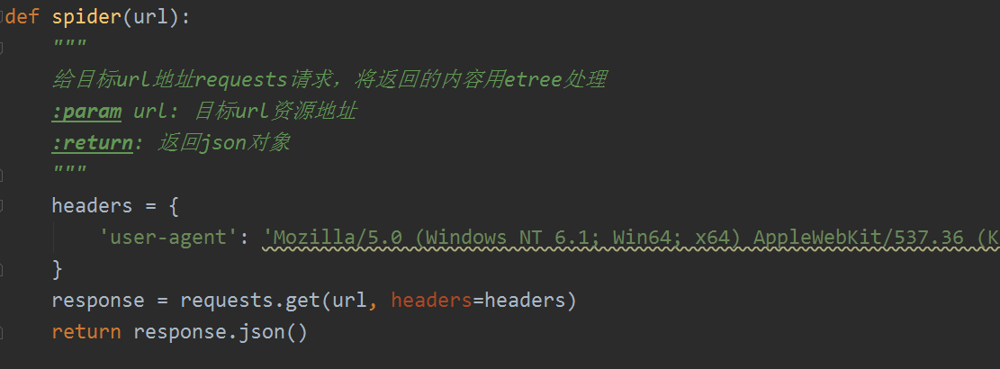 def spider(url):
    """
    给目标url地址requests请求，将返回的内容用etree处理
    :param url: 目标url资源地址
    :return: 返回json对象
    """
    headers = {
        'user-agent': 'Mozilla/5.0 (Windows NT 6.1; Win64; x64) AppleWebKit/537.36 (K
    }
    response = requests.get(url, headers=headers)
    return response.json()